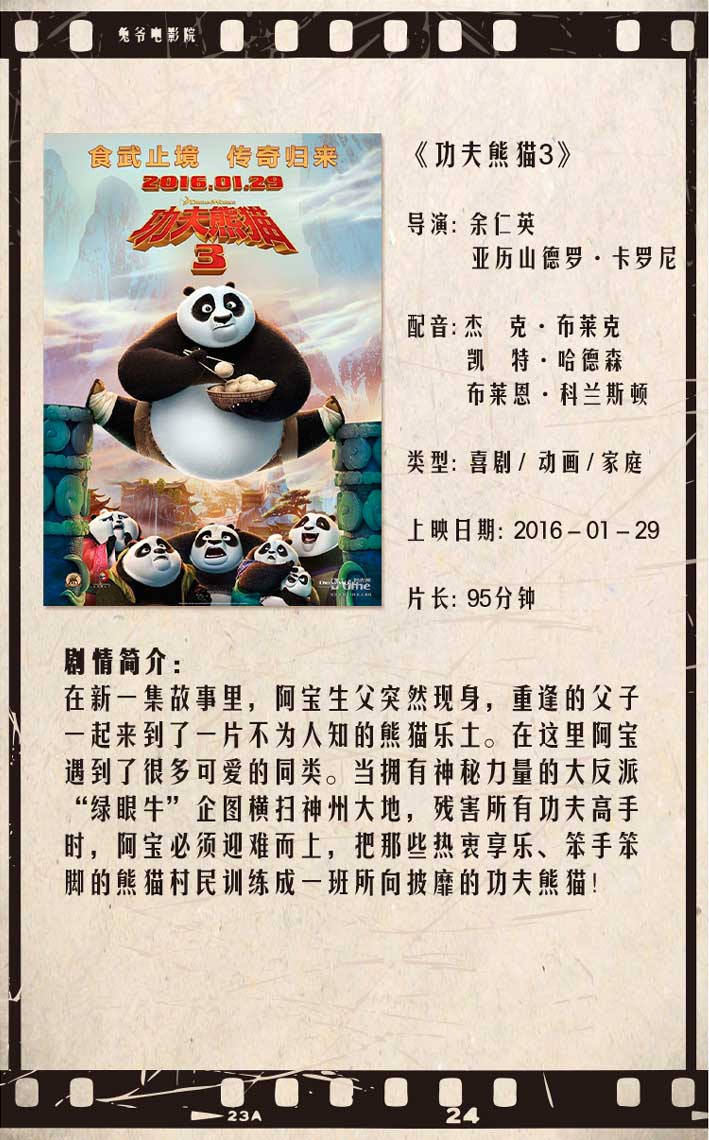 兔爷电影院
食武止境 传奇归来
2016.01.29
DreamWorks
功夫熊猫
3
《功夫熊猫3》
导演: 余仁英
亚历山德罗·卡罗尼
配音: 杰 克·布莱克
凯 特·哈德森
布莱恩·科兰斯顿
类型: 喜剧 / 动画 / 家庭
上映日期: 2016-01-29
片长: 95分钟
剧情简介:
在新一集故事里，阿宝生父突然现身，重逢的父子
一起来到了一片不为人知的熊猫乐土。在这里阿宝
遇到了很多可爱的同类。当拥有神秘力量的大反派
“绿眼牛”企图横扫神州大地，残害所有功夫高手
时，阿宝必须迎难而上，把那些热衷享乐、笨手笨
脚的熊猫村民训练成一班所向披靡的功夫熊猫！
23A
24